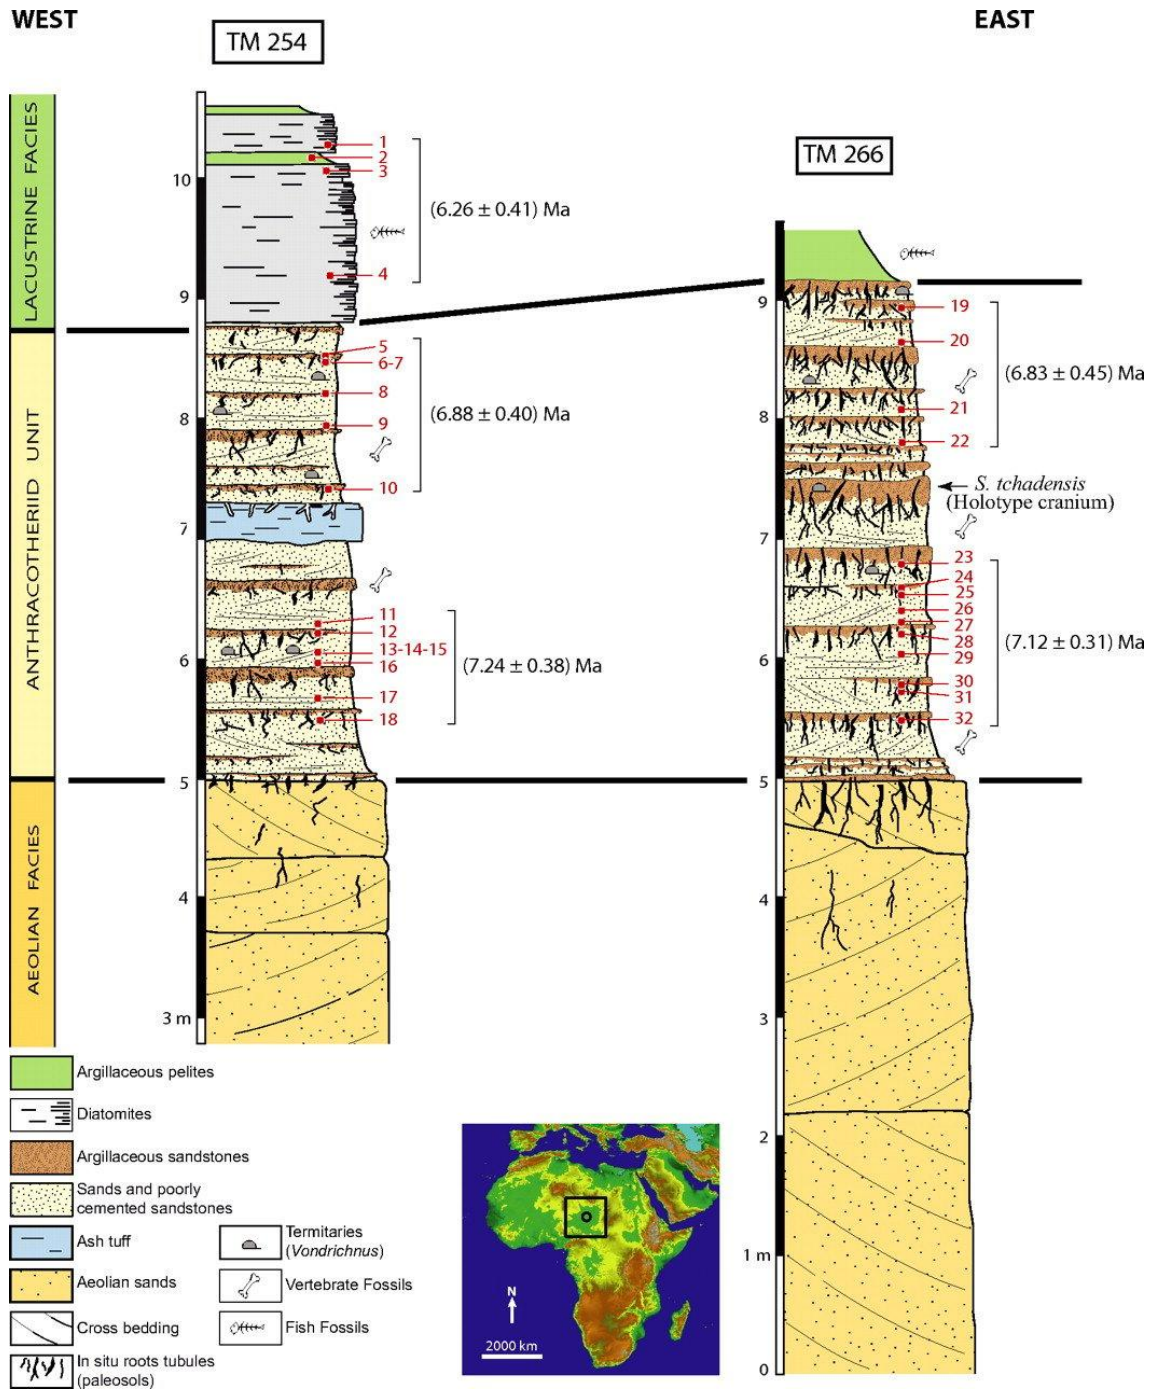 WEST
EAST
TM 254
TM 266
LACUSTRINE FACIES
ANTHRACOTHERIID UNIT
AEOLIAN FACIES
10
9
8
7
6
5
4
3 m
1
2
3
4
(6.26 ± 0.41) Ma
5
6-7
8
9
10
(6.88 ± 0.40) Ma
11
12
13-14-15
16
17
18
(7.24 ± 0.38) Ma
9
8
7
6
5
4
3
2
1 m
0
19
20
21
22
(6.83 ± 0.45) Ma
S. tchadensis
(Holotype cranium)
23
24
25
26
27
28
29
30
31
32
(7.12 ± 0.31) Ma
Argillaceous pelites
Diatomites
Argillaceous sandstones
Sands and poorly
cemented sandstones
Ash tuff
Aeolian sands
Cross bedding
In situ roots tubules
(paleosols)
Termitaries
(Vondrichnus)
Vertebrate Fossils
Fish Fossils
N
2000 km